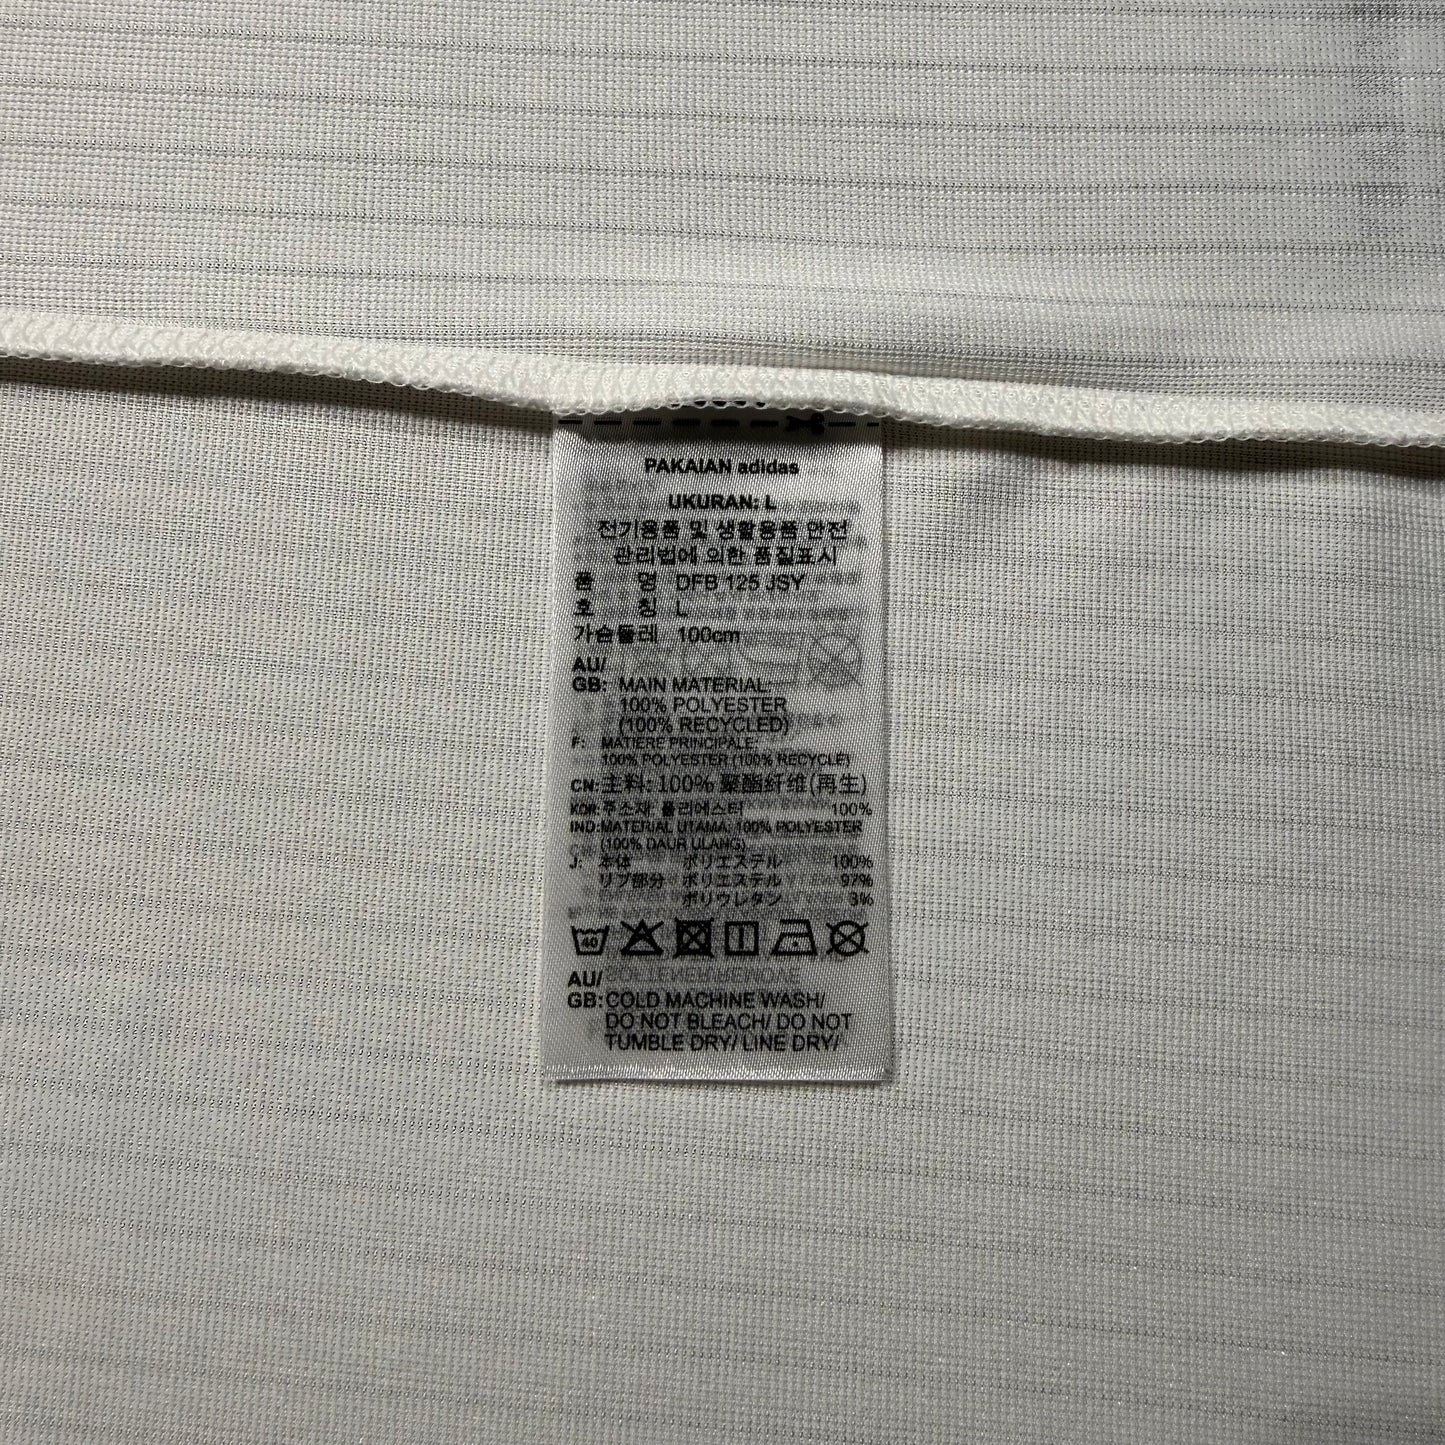 PAKAIAN adidas
UKURAN: L
전기용품 및 생활용품 안전
관리법에 의한 품질표시
품 명 DFB 125 JSY
호 칭 L
가슴둘레 100cm
AU/
GB: MAIN MATERIAL:
100% POLYESTER
(100% RECYCLED)
F: MATIERE PRINCIPALE:
100% POLYESTER (100% RECYCLE)
CN: 主料: 100% 聚酯纤维(再生)
KOR: 주소재: 폴리에스터 100%
IND: MATERIAL UTAMA: 100% POLYESTER
(100% DAUR ULANG)
J: 本体 ポリエステル 100%
リブ部分 ポリエステル 97%
ポリウレタン 3%
40
AU/
GB: COLD MACHINE WASH/
DO NOT BLEACH/ DO NOT
TUMBLE DRY/ LINE DRY/